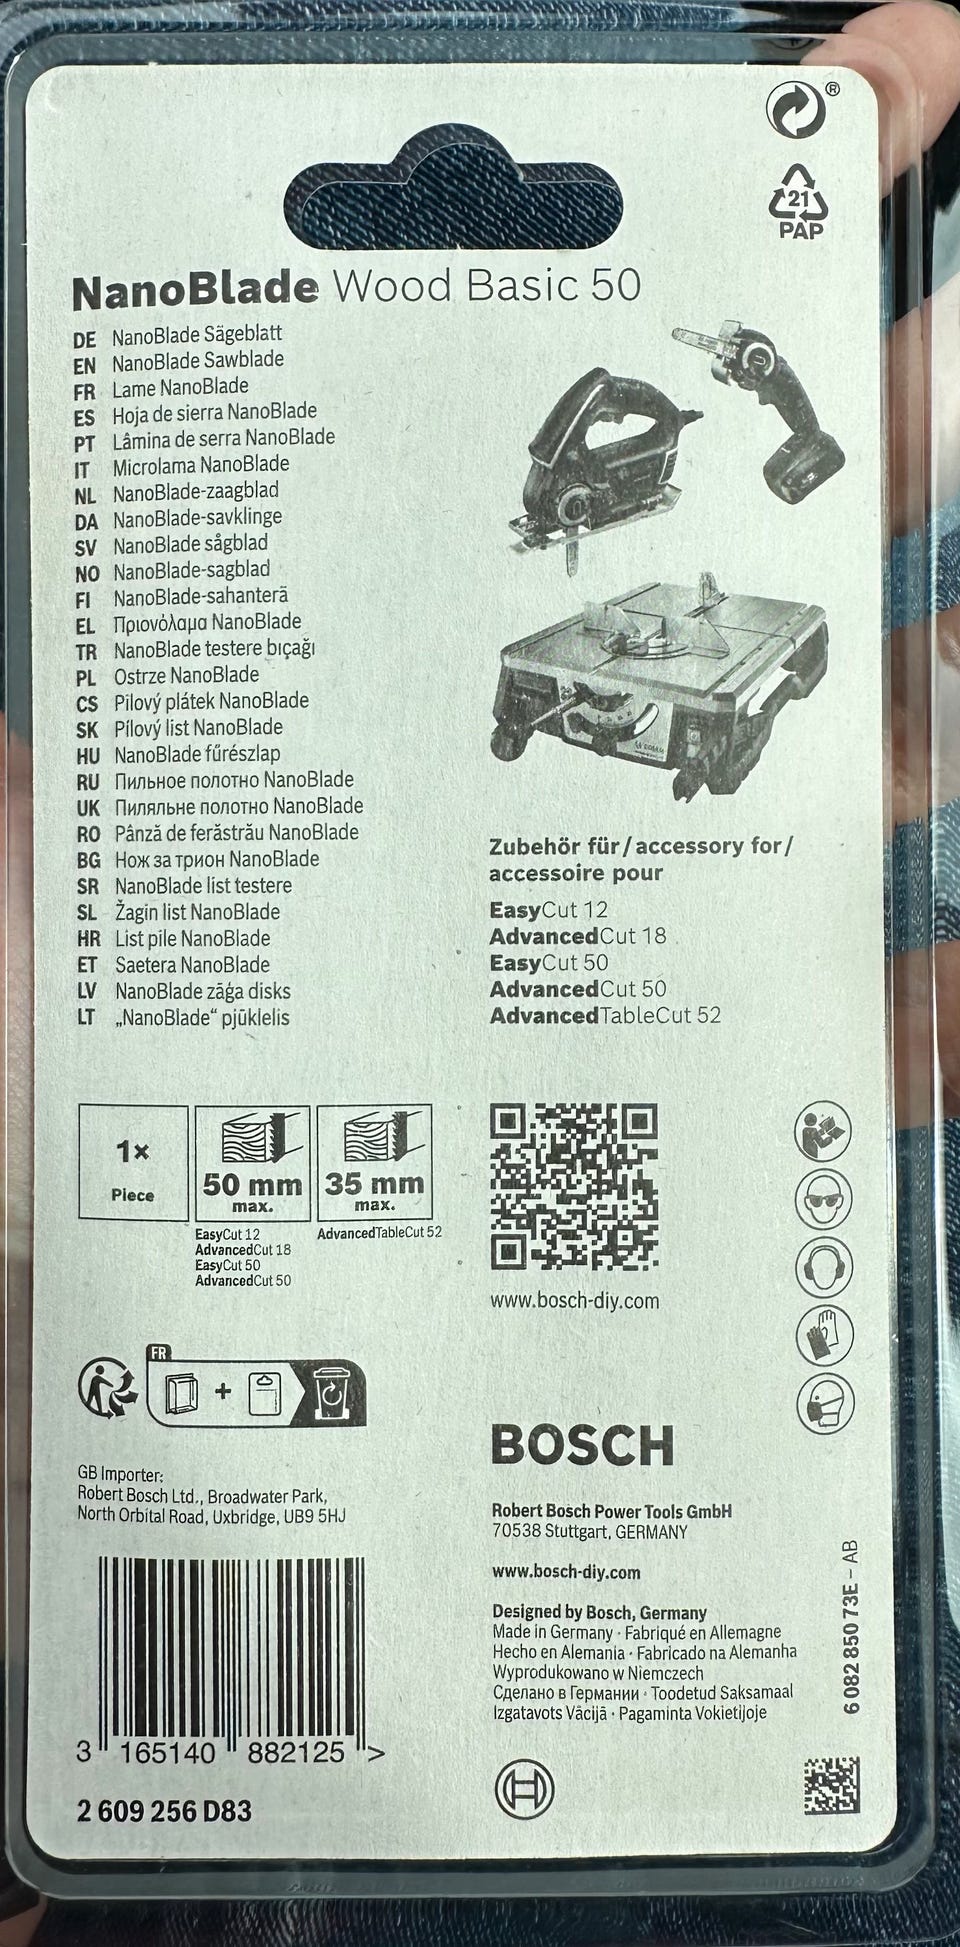 ®
21
PAP
NanoBlade Wood Basic 50
DE NanoBlade Sägeblatt
EN NanoBlade Sawblade
FR Lame NanoBlade
ES Hoja de sierra NanoBlade
PT Lâmina de serra NanoBlade
IT Microlama NanoBlade
NL NanoBlade-zaagblad
DA NanoBlade-savklinge
SV NanoBlade sågblad
NO NanoBlade-sagblad
FI NanoBlade-sahanterä
EL Πριονόλαμα NanoBlade
TR NanoBlade testere bıçağı
PL Ostrze NanoBlade
CS Pilový plátek NanoBlade
SK Pílový list NanoBlade
HU NanoBlade fűrészlap
RU Пильное полотно NanoBlade
UK Пиляльне полотно NanoBlade
RO Pânză de ferăstrău NanoBlade
BG Нож за трион NanoBlade
SR NanoBlade list testere
SL Žagin list NanoBlade
HR List pile NanoBlade
ET Saetera NanoBlade
LV NanoBlade zāģa disks
LT „NanoBlade“ pjūklelis
Zubehör für/accessory for/
accessoire pour
EasyCut 12
AdvancedCut 18
EasyCut 50
AdvancedCut 50
AdvancedTableCut 52
1×
Piece
50 mm
max.
EasyCut 12
AdvancedCut 18
EasyCut 50
AdvancedCut 50
35 mm
max.
AdvancedTableCut 52
www.bosch-diy.com
FR
+
GB Importer:
Robert Bosch Ltd., Broadwater Park,
North Orbital Road, Uxbridge, UB9 5HJ
3 165140 882125 >
2 609 256 D83
BOSCH
Robert Bosch Power Tools GmbH
70538 Stuttgart, GERMANY
www.bosch-diy.com
Designed by Bosch, Germany
Made in Germany · Fabriqué en Allemagne
Hecho en Alemania · Fabricado na Alemanha
Wyprodukowano w Niemczech
Сделано в Германии · Toodetud Saksamaal
Izgatavots Vācijā · Pagaminta Vokietijoje
6 082 850 73E – AB